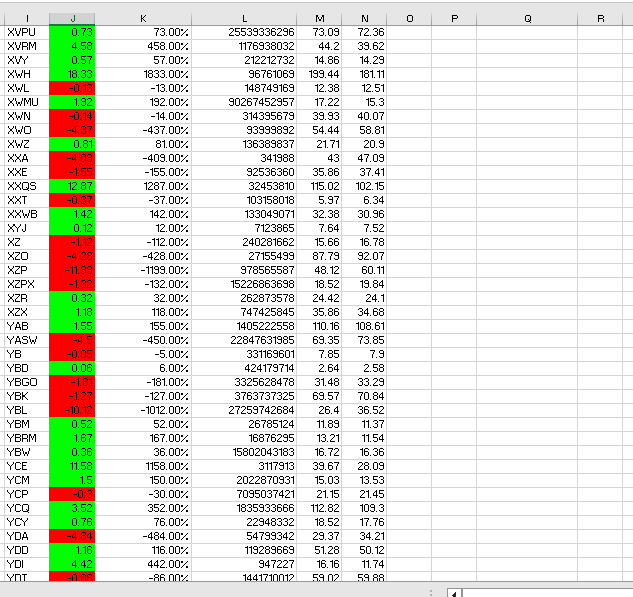 I J K L M N O P Q R
XVPU 0.73 73.00% 25539336296 73.09 72.36
XVRM 4.58 458.00% 1176938032 44.2 39.62
XVY 0.57 57.00% 212212732 14.86 14.29
XWH 18.33 1833.00% 96761069 199.44 181.11
XWL -0.13 -13.00% 148749169 12.38 12.51
XWMU 1.92 192.00% 90267452957 17.22 15.3
XWN -0.14 -14.00% 314395679 39.93 40.07
XWO -4.37 -437.00% 93999892 54.44 58.81
XWZ 0.81 81.00% 136389837 21.71 20.9
XXA -4.09 -409.00% 341988 43 47.09
XXE -1.55 -155.00% 92536360 35.86 37.41
XXQS 12.87 1287.00% 32453810 115.02 102.15
XXT -0.37 -37.00% 103158018 5.97 6.34
XXWB 1.42 142.00% 133049071 32.38 30.96
XYJ 0.12 12.00% 7123865 7.64 7.52
XZ -1.12 -112.00% 240281662 15.66 16.78
XZO -4.28 -428.00% 27155499 87.79 92.07
XZP -11.99 -1199.00% 978565587 48.12 60.11
XZPX -1.32 -132.00% 15226863698 18.52 19.84
XZR 0.32 32.00% 262873578 24.42 24.1
XZX 1.18 118.00% 747425845 35.86 34.68
YAB 1.55 155.00% 1405222558 110.16 108.61
YASW -4.5 -450.00% 22847631985 69.35 73.85
YB -0.05 -5.00% 331169601 7.85 7.9
YBD 0.06 6.00% 424179714 2.64 2.58
YBGO -1.81 -181.00% 3325628478 31.48 33.29
YBK -1.27 -127.00% 3763737325 69.57 70.84
YBL -10.12 -1012.00% 27259742684 26.4 36.52
YBM 0.52 52.00% 26785124 11.89 11.37
YBRM 1.67 167.00% 16876295 13.21 11.54
YBW 0.36 36.00% 15802043183 16.72 16.36
YCE 11.58 1158.00% 3117913 39.67 28.09
YCM 1.5 150.00% 2022870931 15.03 13.53
YCP -0.3 -30.00% 7095037421 21.15 21.45
YCQ 3.52 352.00% 1835933666 112.82 109.3
YCY 0.76 76.00% 22948332 18.52 17.76
YDA -4.84 -484.00% 54799342 29.37 34.21
YDD 1.16 116.00% 119289669 51.28 50.12
YDI 4.42 442.00% 947227 16.16 11.74
YDT -0.86 -86.00% 1441710012 59.02 59.88